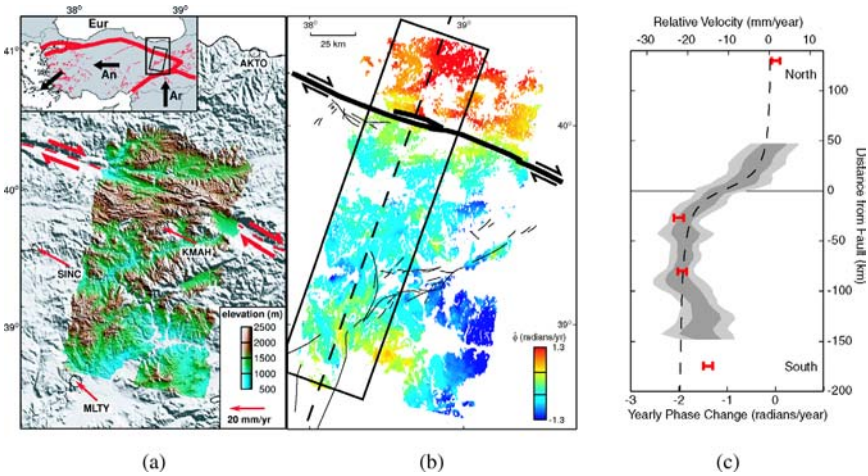 38°
39°
41°
Eur
An
Ar
AKTO
40°
SINC
KMAH
39°
MLTY
elevation (m)
2500
2000
1500
1000
500
20 mm/yr
(a)
38°
39°
25 km
40°
39°
φ̇ (radians/yr)
1.3
-1.3
(b)
Relative Velocity (mm/year)
-30 -20 -10 0 10
North
100
50
0
-50
-100
-150
-200
Distance from Fault (km)
South
-3 -2 -1 0 1
Yearly Phase Change (radians/year)
(c)